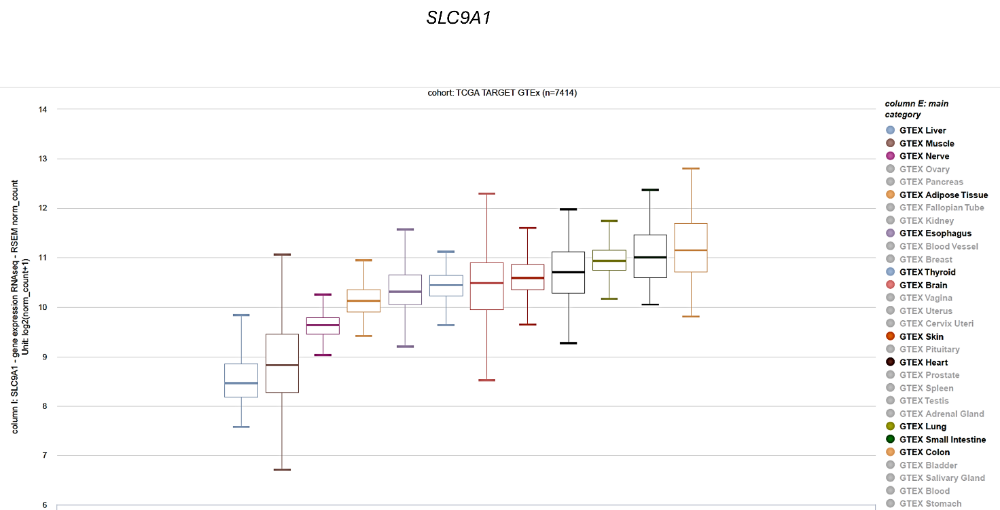 SLC9A1
cohort: TCGA TARGET GTEx (n=7414)
column I: SLC9A1 - gene expression RNAseq - RSEM norm_count
Unit: log2(norm_count+1)
14
13
12
11
10
9
8
7
6
column E: main
category
GTEX Liver
GTEX Muscle
GTEX Nerve
GTEX Ovary
GTEX Pancreas
GTEX Adipose Tissue
GTEX Fallopian Tube
GTEX Kidney
GTEX Esophagus
GTEX Blood Vessel
GTEX Breast
GTEX Thyroid
GTEX Brain
GTEX Vagina
GTEX Uterus
GTEX Cervix Uteri
GTEX Skin
GTEX Pituitary
GTEX Heart
GTEX Prostate
GTEX Spleen
GTEX Testis
GTEX Adrenal Gland
GTEX Lung
GTEX Small Intestine
GTEX Colon
GTEX Bladder
GTEX Salivary Gland
GTEX Blood
GTEX Stomach